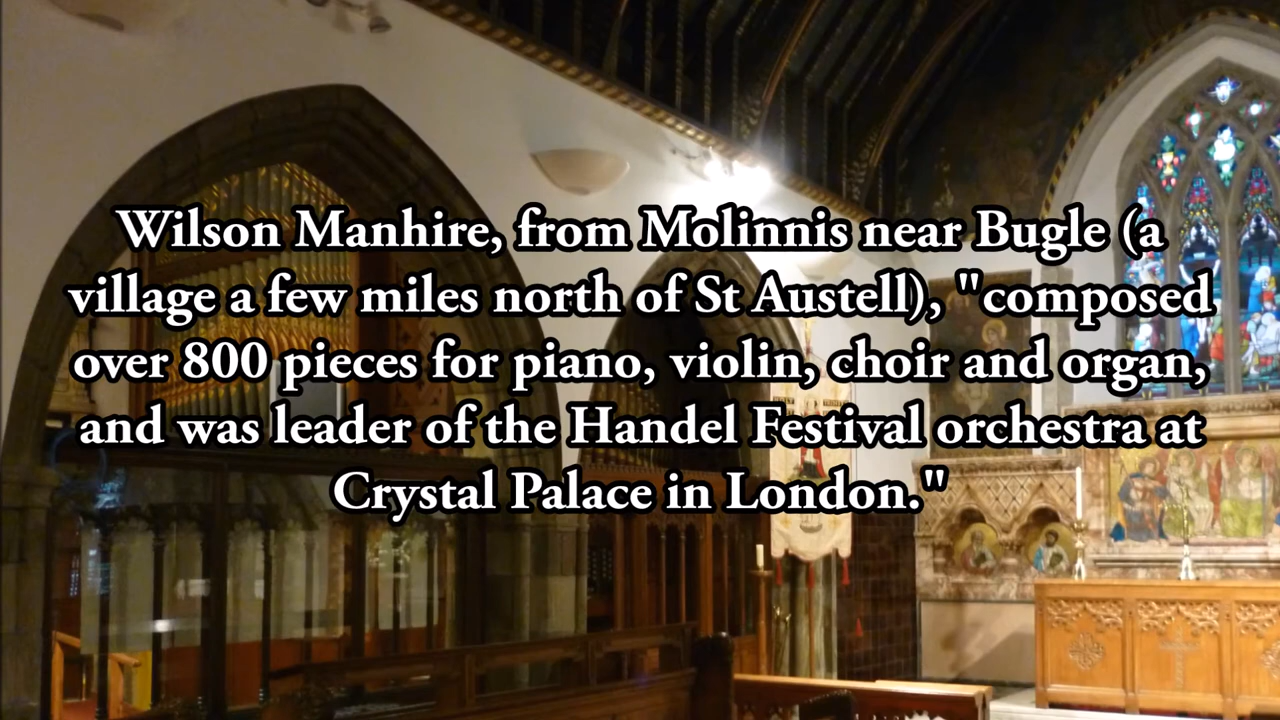 Wilson Manhire, from Molinnis near Bugle (a
village a few miles north of St Austell), "composed
over 800 pieces for piano, violin, choir and organ,
and was leader of the Handel Festival orchestra at
Crystal Palace in London."